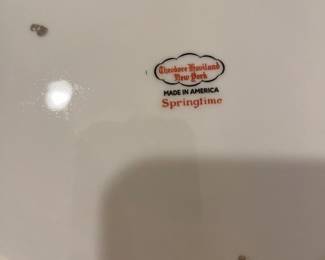 Theodore Haviland
New York
MADE IN AMERICA
Springtime